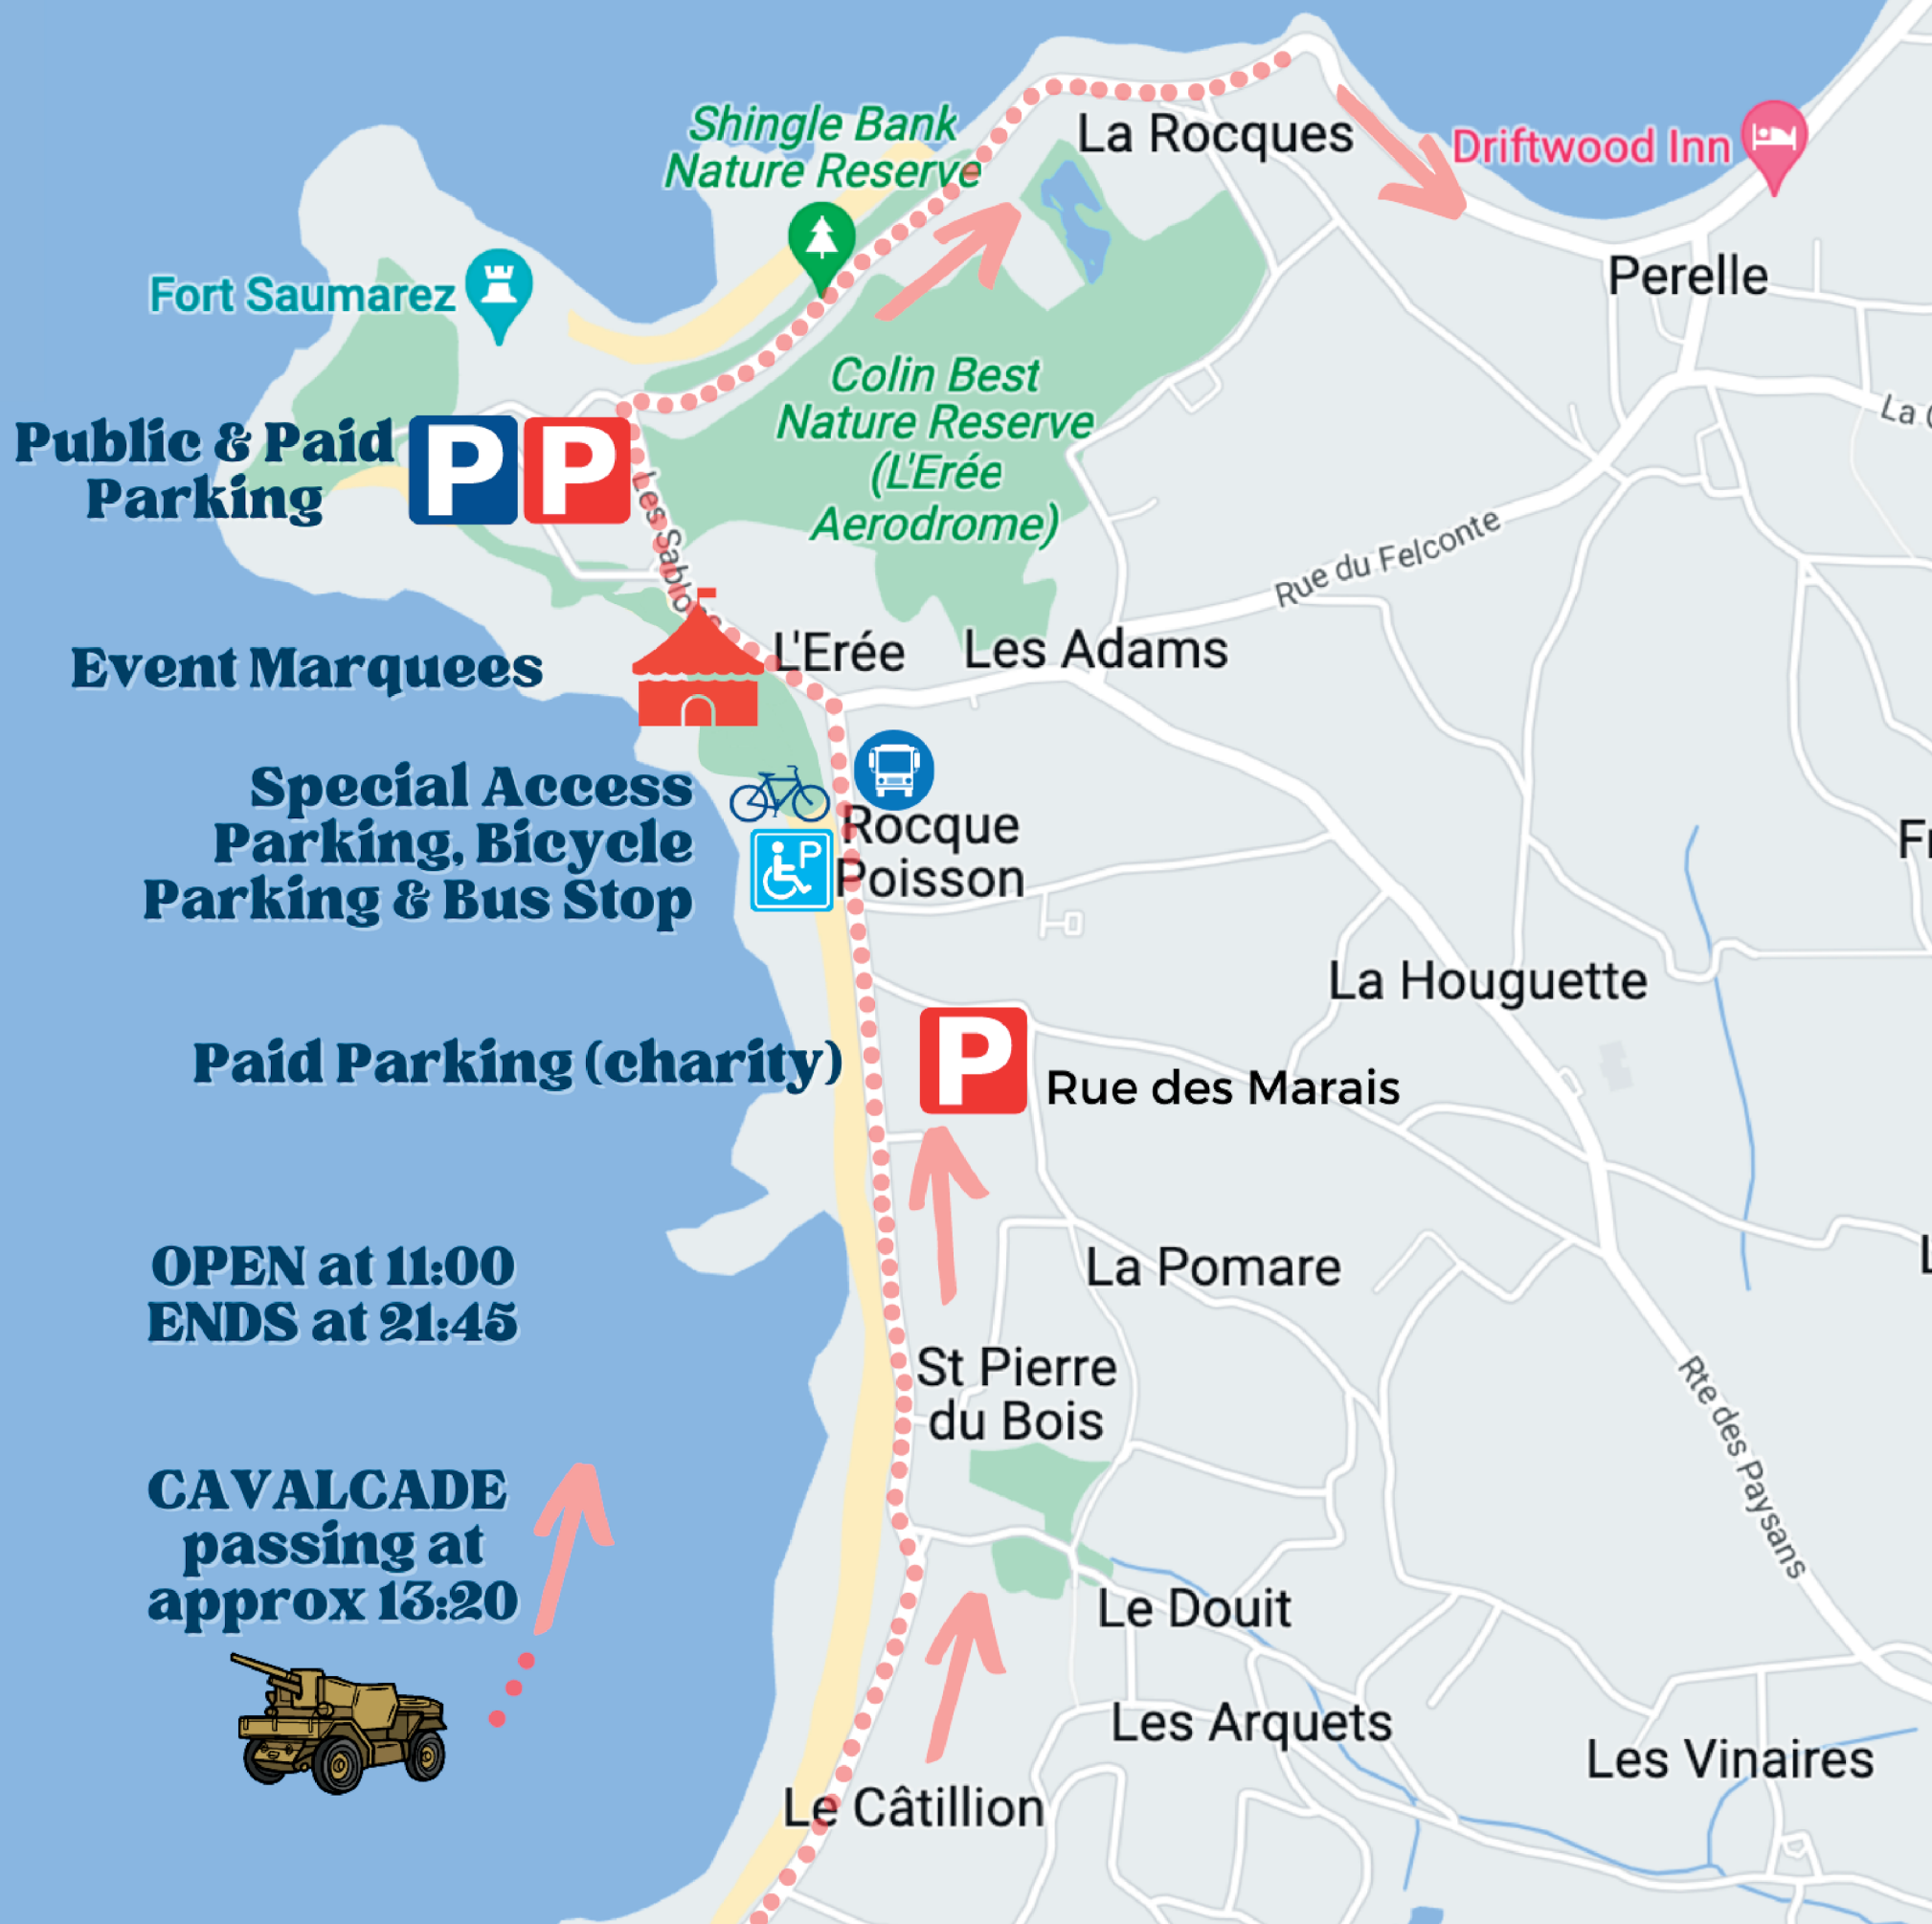 Shingle Bank
Nature Reserve
La Rocques
Driftwood Inn
Fort Saumarez
Perelle
Colin Best
Nature Reserve
(L'Erée
Aerodrome)
La
Public & Paid
Parking
P P
Les Sablo
Rue du Felconte
Event Marquees
L'Erée
Les Adams
Special Access
Parking, Bicycle
Parking & Bus Stop
P
Rocque
Poisson
Fr
La Houguette
Paid Parking (charity)
P
Rue des Marais
OPEN at 11:00
ENDS at 21:45
La Pomare
L
St Pierre
du Bois
Rte des Paysans
CAVALCADE
passing at
approx 13:20
Le Douit
Les Arquets
Les Vinaires
Le Câtillion